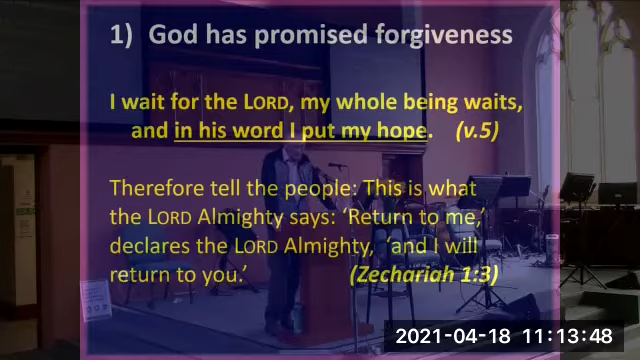 1) God has promised forgiveness
I wait for the LORD, my whole being waits,
and in his word I put my hope. (v.5)
Therefore tell the people: This is what
the LORD Almighty says: ‘Return to me,’
declares the LORD Almighty, ‘and I will
return to you.’ (Zechariah 1:3)
2021-04-18 11:13:48